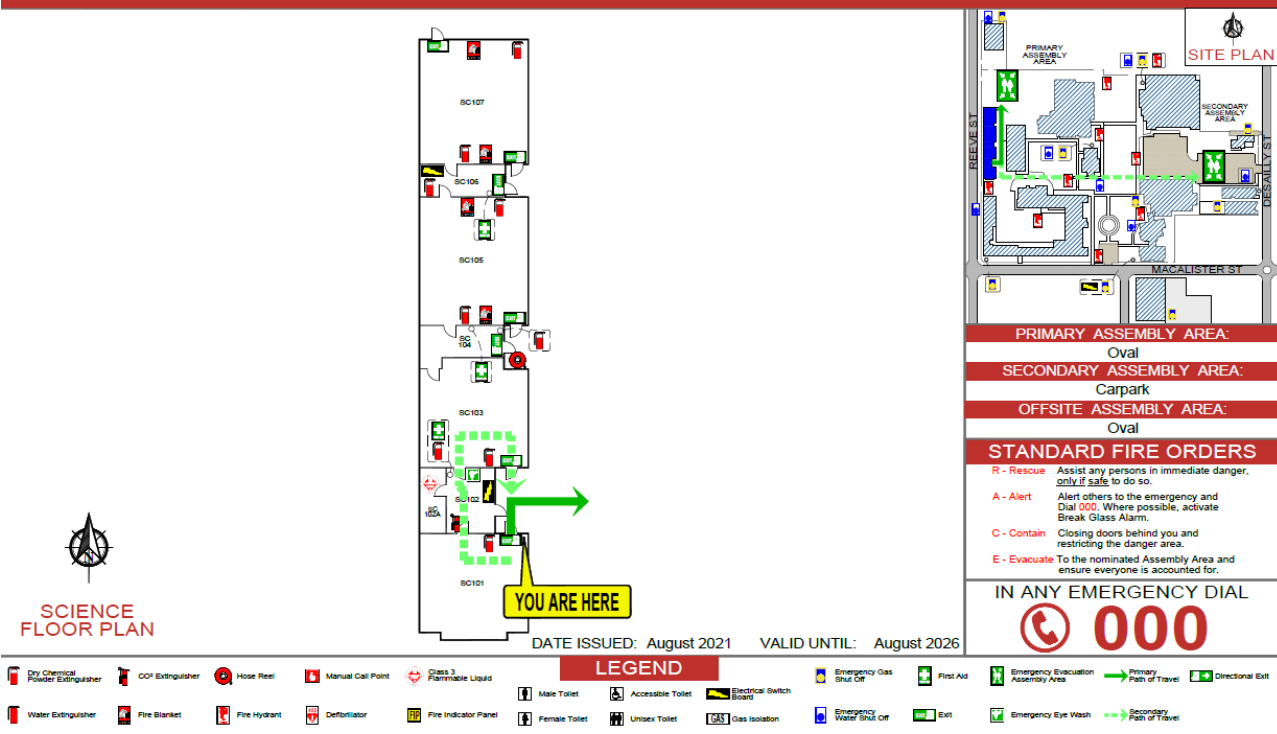 SC107
SC106
SC105
SC
104
SC103
SC102
SC
102A
SC101
YOU ARE HERE
N
SCIENCE
FLOOR PLAN
DATE ISSUED: August 2021 VALID UNTIL: August 2026
SITE PLAN
PRIMARY
ASSEMBLY
AREA
SECONDARY
ASSEMBLY
AREA
REEVE ST
DESAILLY ST
MACALISTER ST
PRIMARY ASSEMBLY AREA:
Oval
SECONDARY ASSEMBLY AREA:
Carpark
OFFSITE ASSEMBLY AREA:
Oval
STANDARD FIRE ORDERS
R - Rescue Assist any persons in immediate danger,
only if safe to do so.
A - Alert Alert others to the emergency and
Dial 000. Where possible, activate
Break Glass Alarm.
C - Contain Closing doors behind you and
restricting the danger area.
E - Evacuate To the nominated Assembly Area and
ensure everyone is accounted for.
IN ANY EMERGENCY DIAL
000
LEGEND
Dry Chemical
Powder Extinguisher
CO² Extinguisher
Hose Reel
Manual Call Point
Class 3
Flammable Liquid
Water Extinguisher
Fire Blanket
Fire Hydrant
Defibrillator
FIP
Fire Indicator Panel
Male Toilet
Accessible Toilet
Electrical Switch
Board
Female Toilet
Unisex Toilet
GAS
Gas Isolation
Emergency Gas
Shut Off
First Aid
Emergency Evacuation
Assembly Area
Primary
Path of Travel
Directional Exit
Emergency
Water Shut Off
Exit
Emergency Eye Wash
Secondary
Path of Travel